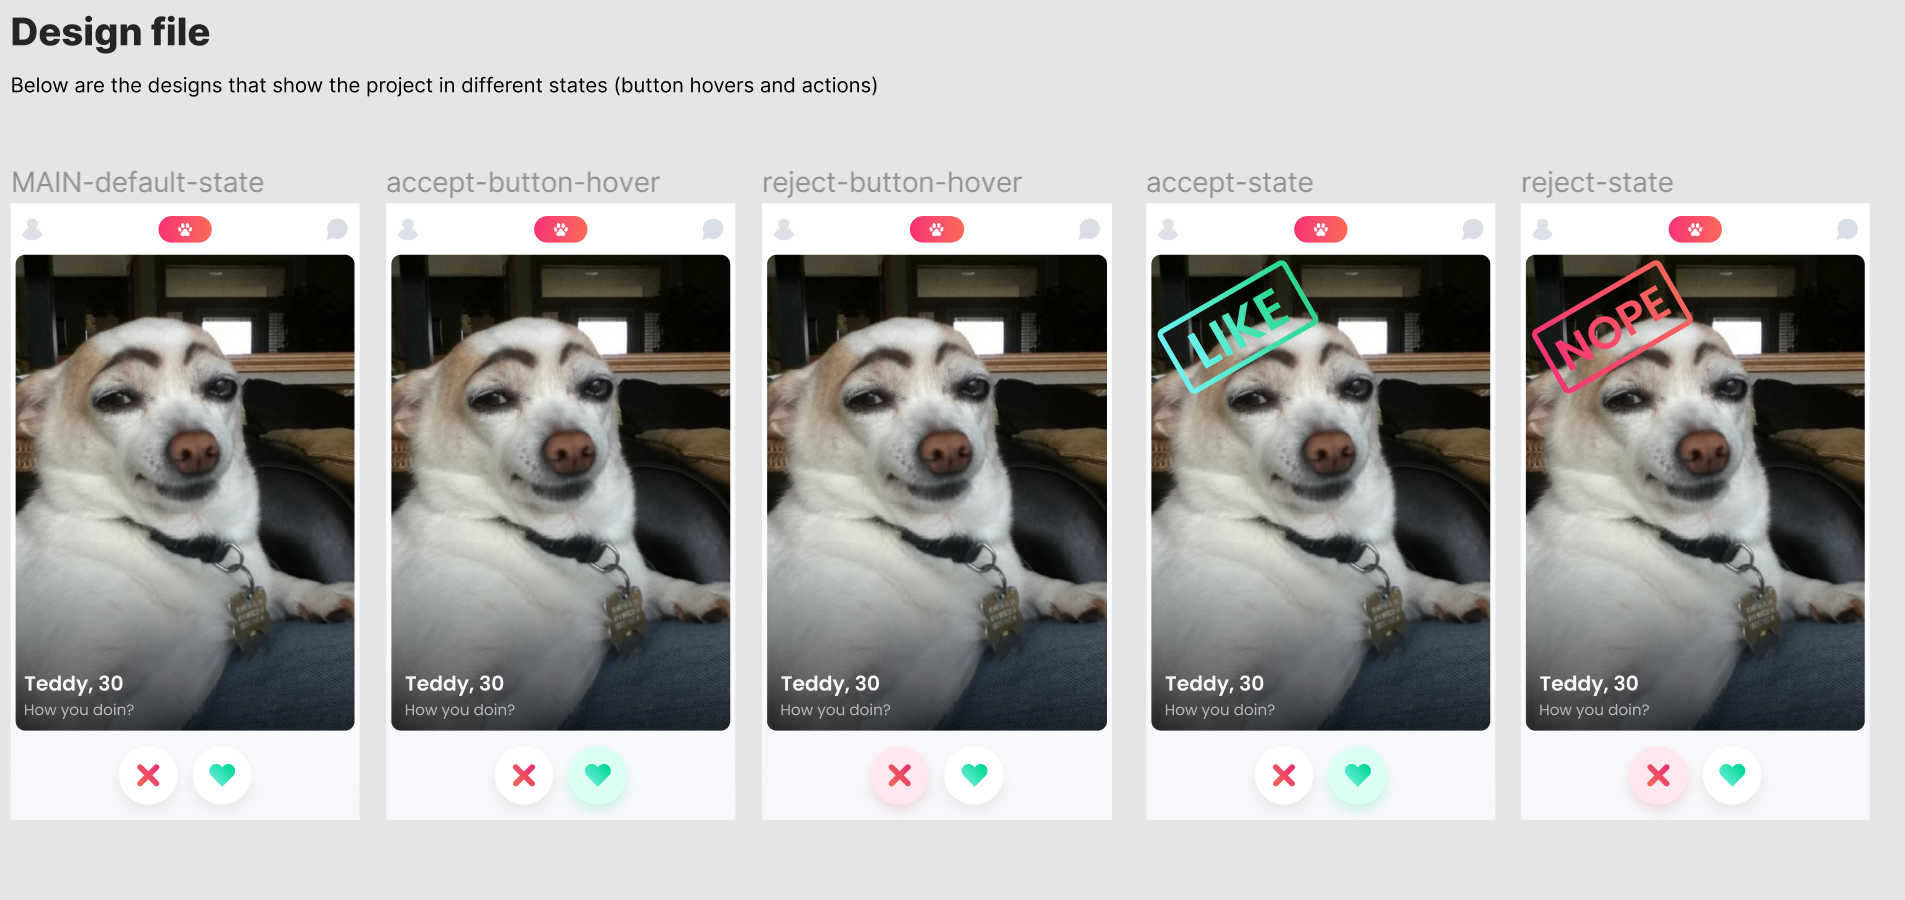 Design file
Below are the designs that show the project in different states (button hovers and actions)
MAIN-default-state
accept-button-hover
reject-button-hover
accept-state
reject-state
LIKE
NOPE
Teddy, 30
How you doin?
Teddy, 30
How you doin?
Teddy, 30
How you doin?
Teddy, 30
How you doin?
Teddy, 30
How you doin?